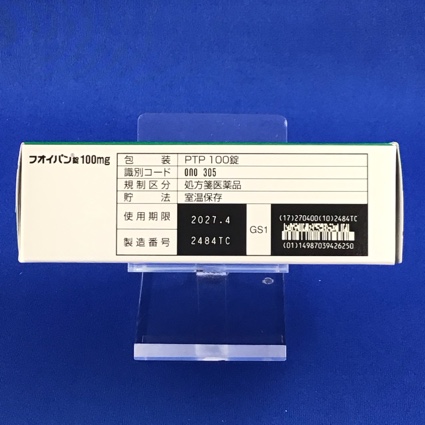 フオイパン錠100mg
包装 PTP 100錠
識別コード ono 305
規制区分 処方箋医薬品
貯法 室温保存
使用期限 2027.4
製造番号 2484TC
GS1
(17)270400(10)2484TC
(01)14987039426250